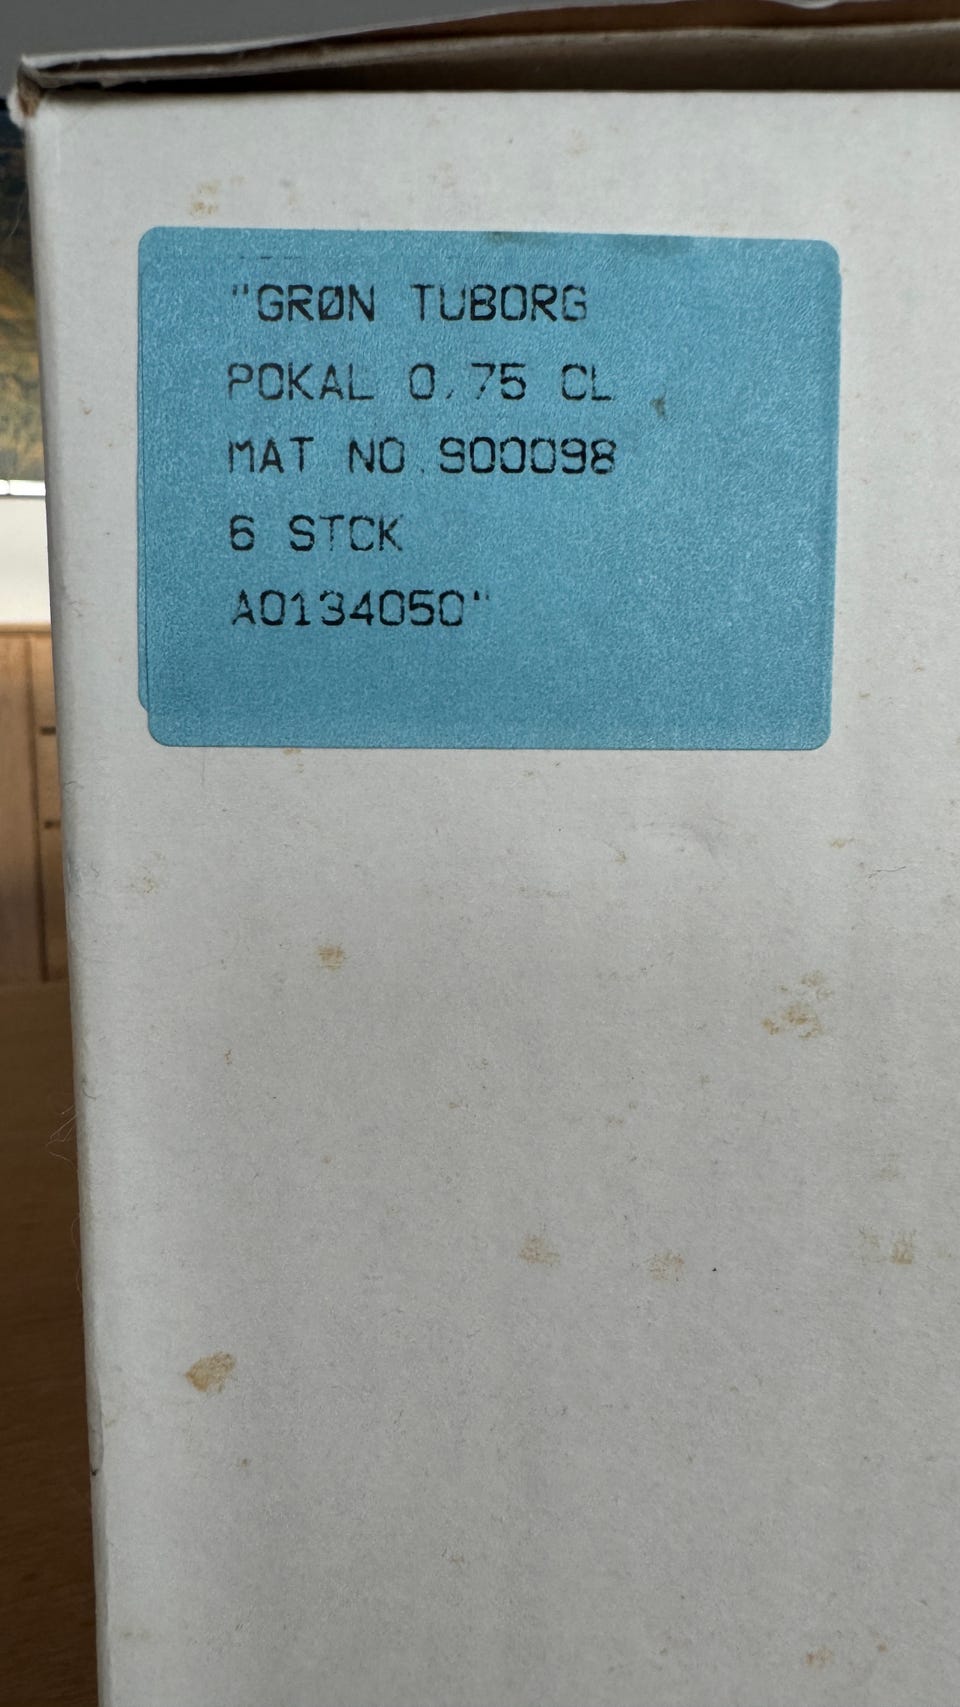 "GRØN TUBORG
POKAL 0,75 CL
MAT NO.900098
6 STCK
A0134050"